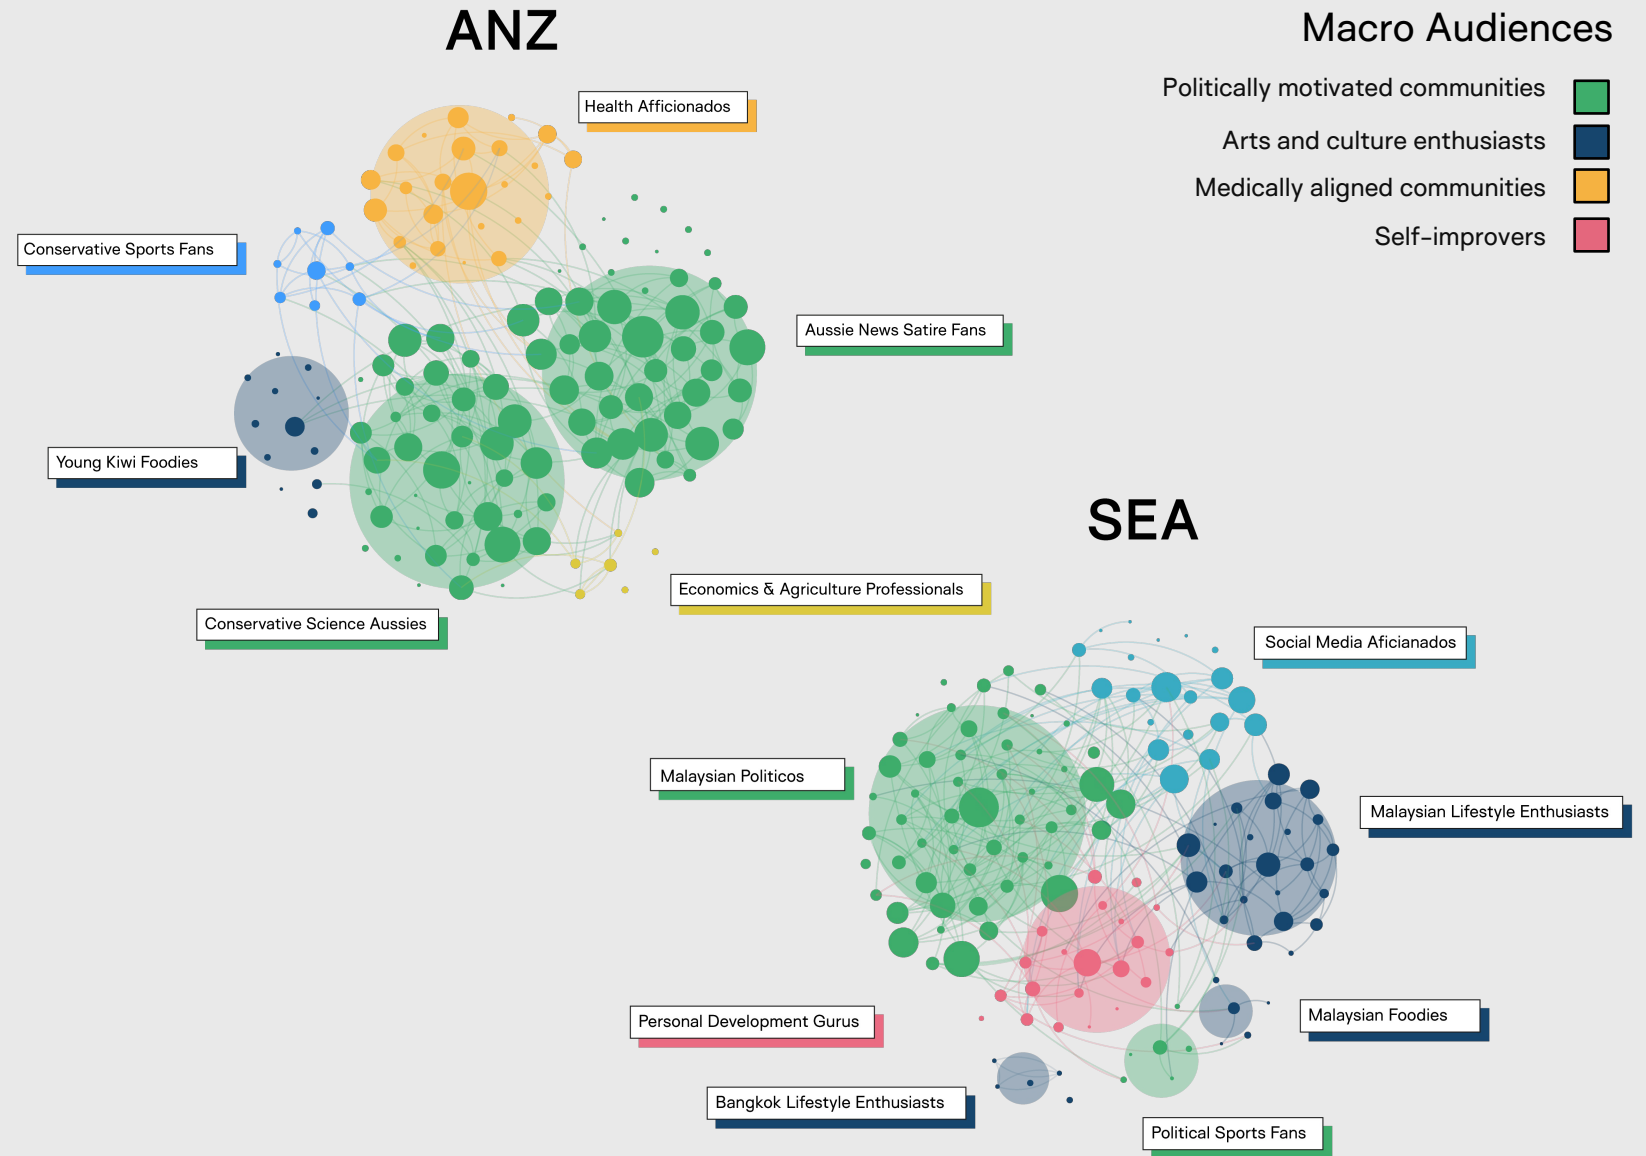 ANZ
Macro Audiences
Politically motivated communities
Arts and culture enthusiasts
Medically aligned communities
Self-improvers
Health Afficionados
Conservative Sports Fans
Aussie News Satire Fans
Young Kiwi Foodies
Economics & Agriculture Professionals
Conservative Science Aussies
SEA
Social Media Aficianados
Malaysian Politicos
Malaysian Lifestyle Enthusiasts
Personal Development Gurus
Malaysian Foodies
Bangkok Lifestyle Enthusiasts
Political Sports Fans